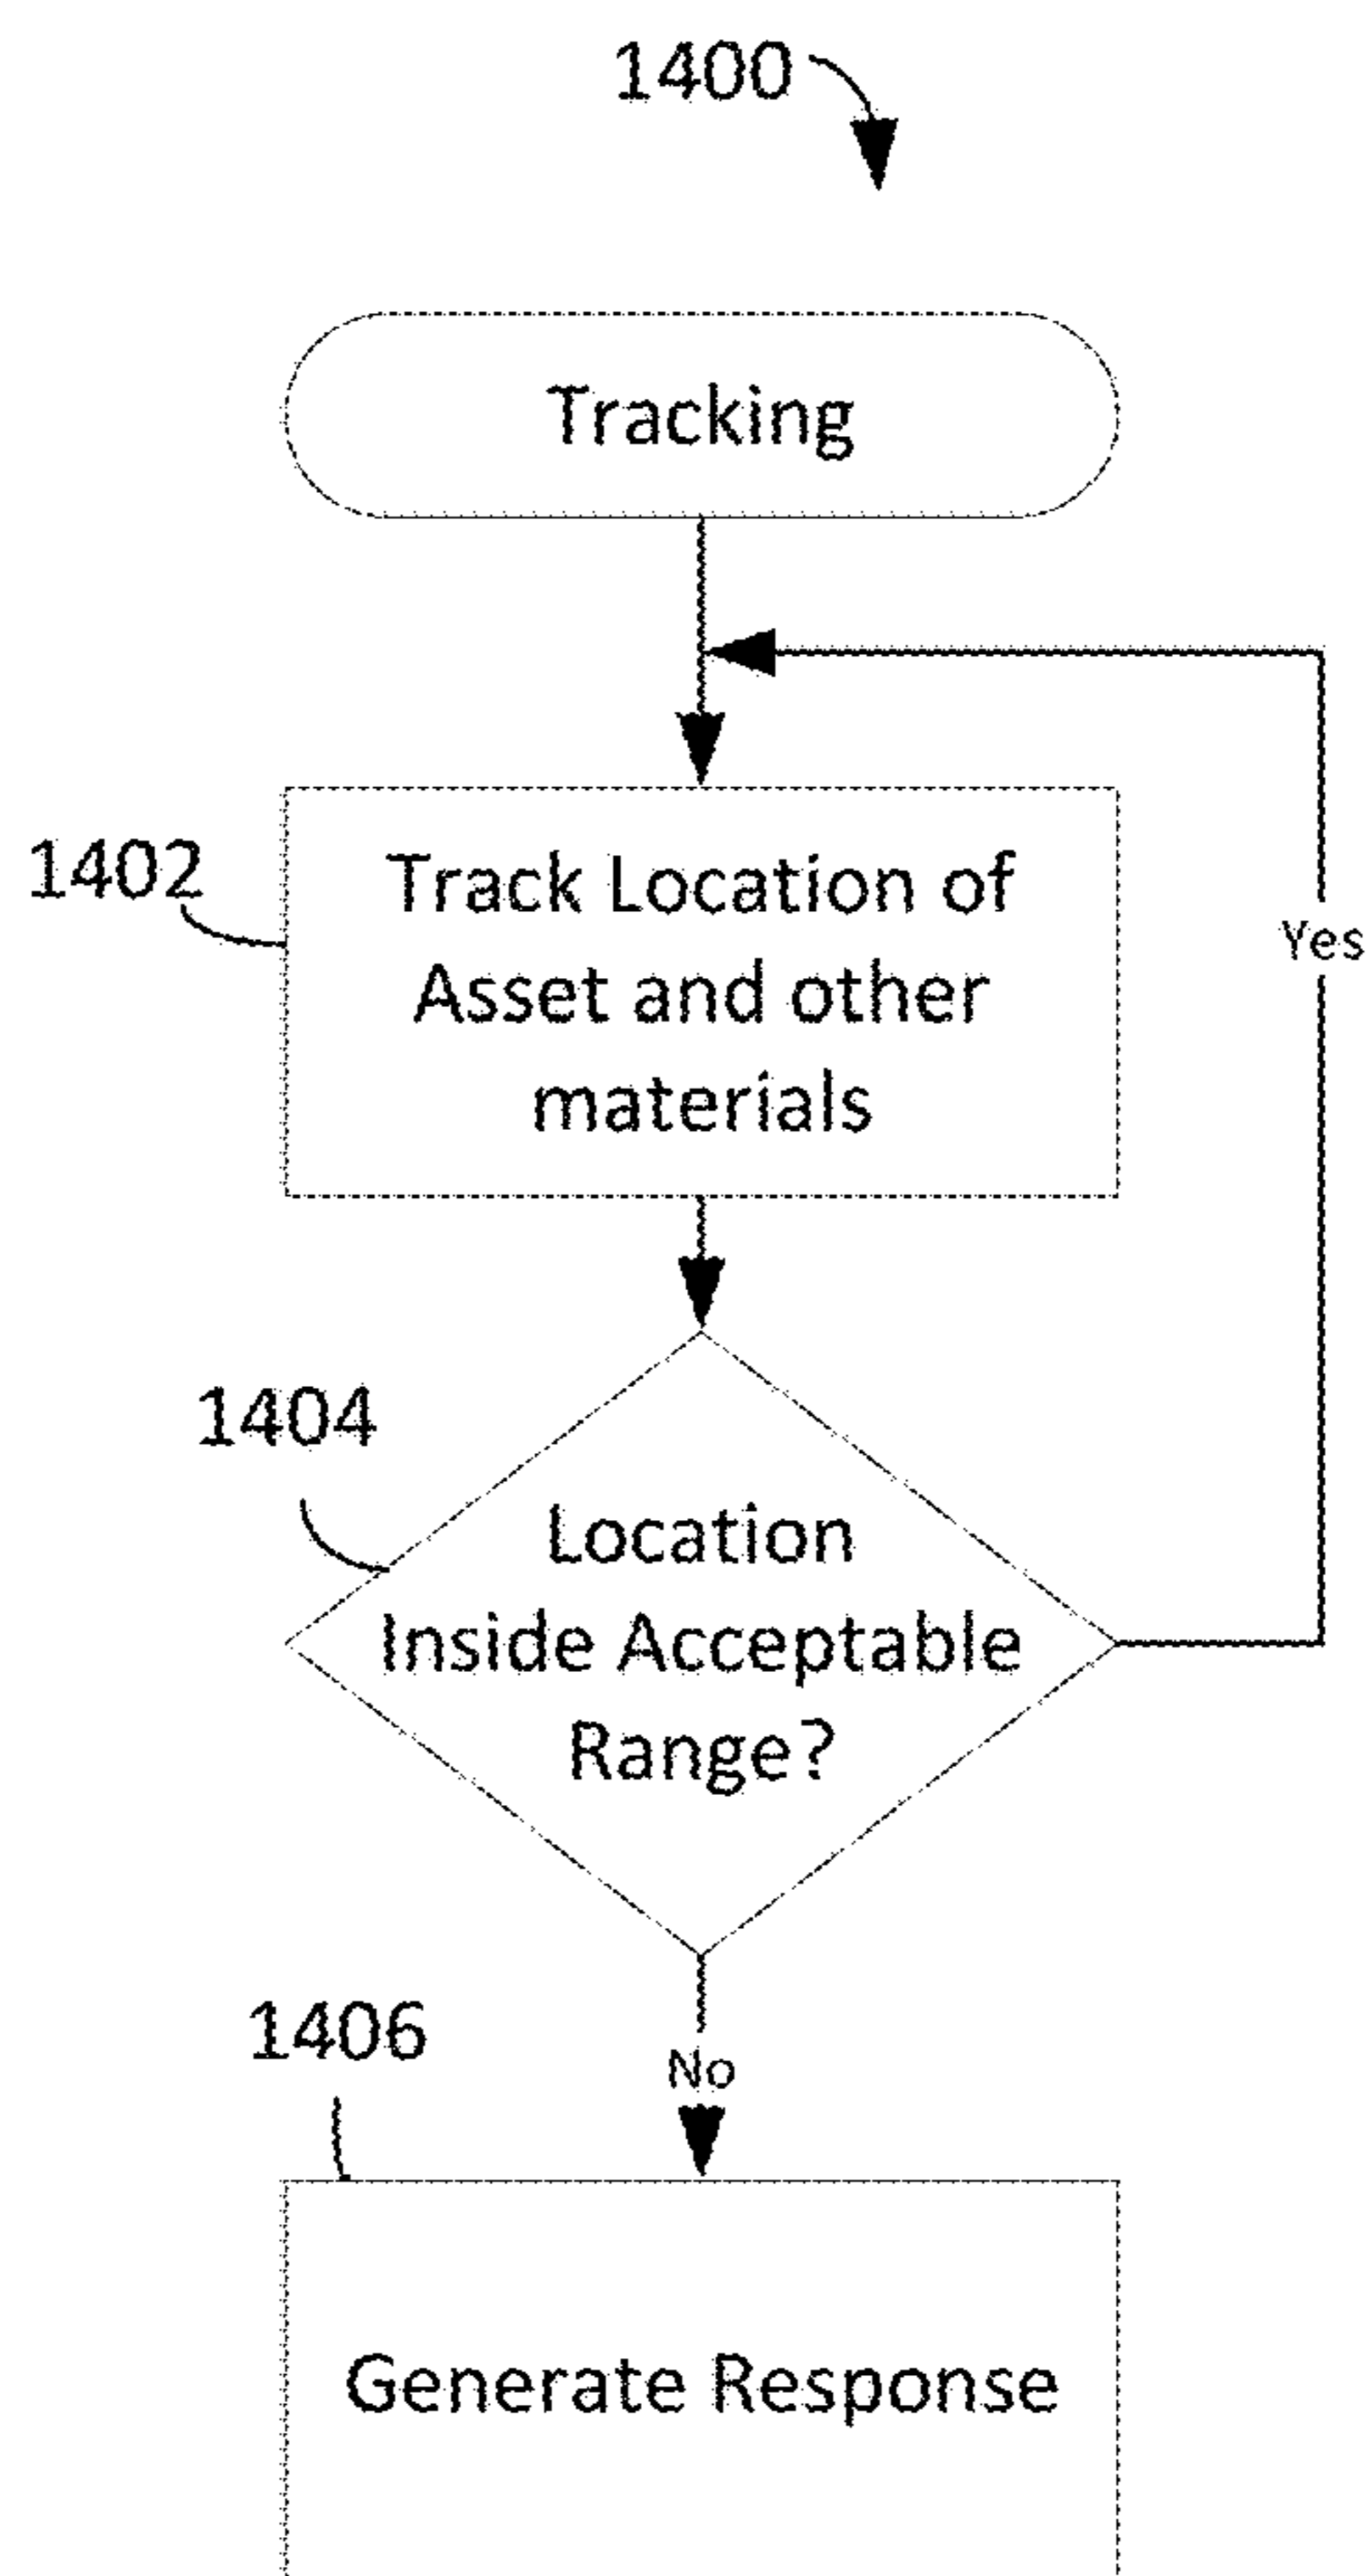 1400
Tracking
1402
Track Location of
Asset and other
materials
Yes
1404
Location
Inside Acceptable
Range?
1406
No
Generate Response